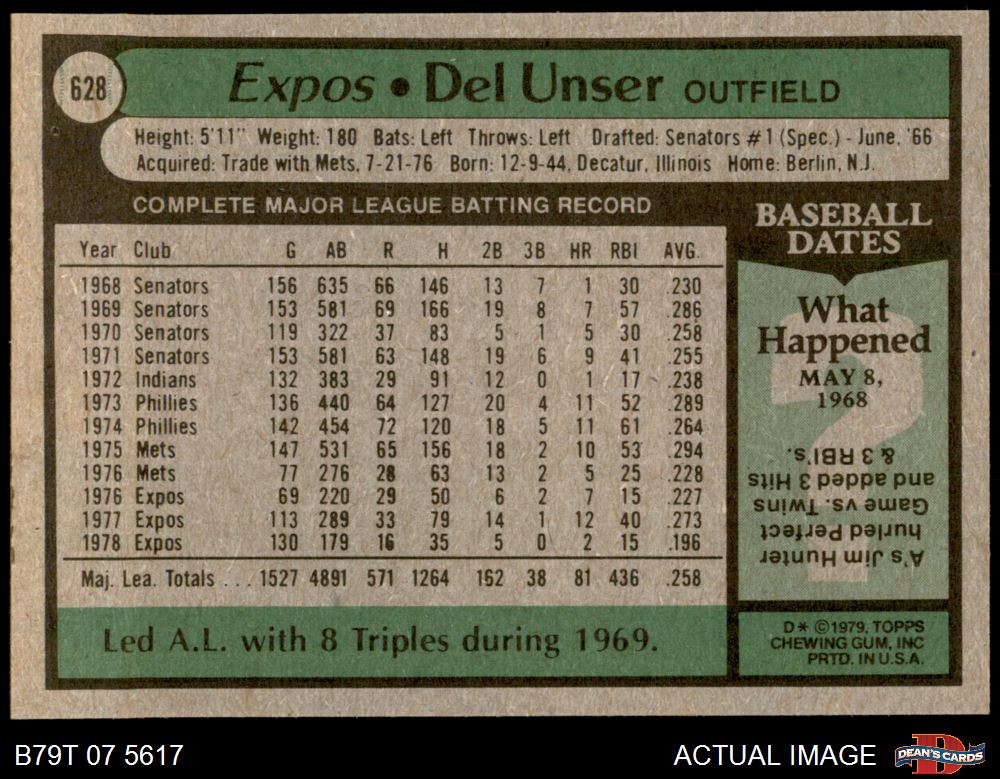 628
Expos • Del Unser OUTFIELD
Height: 5'11" Weight: 180 Bats: Left Throws: Left Drafted: Senators #1 (Spec.) - June, '66
Acquired: Trade with Mets, 7-21-76 Born: 12-9-44, Decatur, Illinois Home: Berlin, N.J.
COMPLETE MAJOR LEAGUE BATTING RECORD
Year Club G AB R H 2B 3B HR RBI AVG.
1968 Senators 156 635 66 146 13 7 1 30 .230
1969 Senators 153 581 69 166 19 8 7 57 .286
1970 Senators 119 322 37 83 5 1 5 30 .258
1971 Senators 153 581 63 148 19 6 9 41 .255
1972 Indians 132 383 29 91 12 0 1 17 .238
1973 Phillies 136 440 64 127 20 4 11 52 .289
1974 Phillies 142 454 72 120 18 5 11 61 .264
1975 Mets 147 531 65 156 18 2 10 53 .294
1976 Mets 77 276 28 63 13 2 5 25 .228
1976 Expos 69 220 29 50 6 2 7 15 .227
1977 Expos 113 289 33 79 14 1 12 40 .273
1978 Expos 130 179 16 35 5 0 2 15 .196
Maj. Lea. Totals . . . 1527 4891 571 1264 162 38 81 436 .258
Led A.L. with 8 Triples during 1969.
BASEBALL
DATES
What
Happened
MAY 8,
1968
?
A's Jim Hunter
hurled Perfect
Game vs. Twins
and added 3 Hits
& 3 RBI's.
D* ©1979, TOPPS
CHEWING GUM, INC
PRTD. IN U.S.A.
B79T 07 5617
ACTUAL IMAGE
D
DEAN'S CARDS